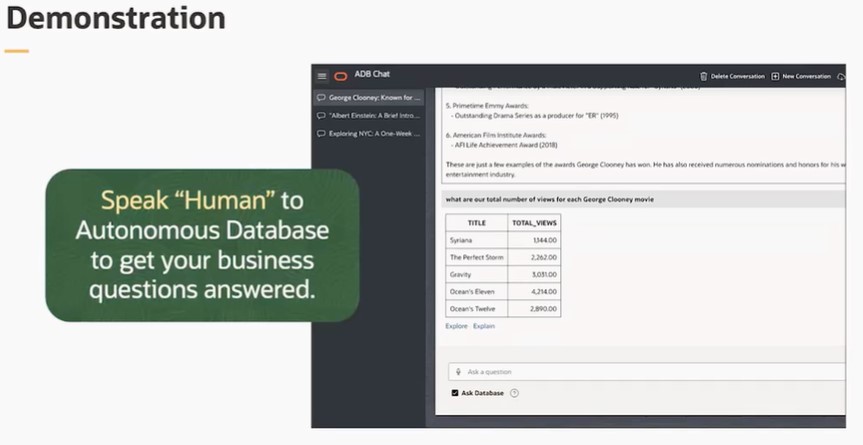 Demonstration
Speak “Human” to
Autonomous Database
to get your business
questions answered.
ADB Chat
Delete Conversation
New Conversation
George Clooney: Known for ...
"Albert Einstein: A Brief Intro...
Exploring NYC: A One-Week ...
5. Primetime Emmy Awards:
- Outstanding Drama Series as a producer for "ER" (1995)
6. American Film Institute Awards:
- AFI Life Achievement Award (2018)
These are just a few examples of the awards George Clooney has won. He has also received numerous nominations and honors for his w
entertainment industry.
what are our total number of views for each George Clooney movie
TITLE TOTAL_VIEWS
Syriana 1,144.00
The Perfect Storm 2,262.00
Gravity 3,031.00
Ocean's Eleven 4,214.00
Ocean's Twelve 2,890.00
Explore Explain
Ask a question
Ask Database ?